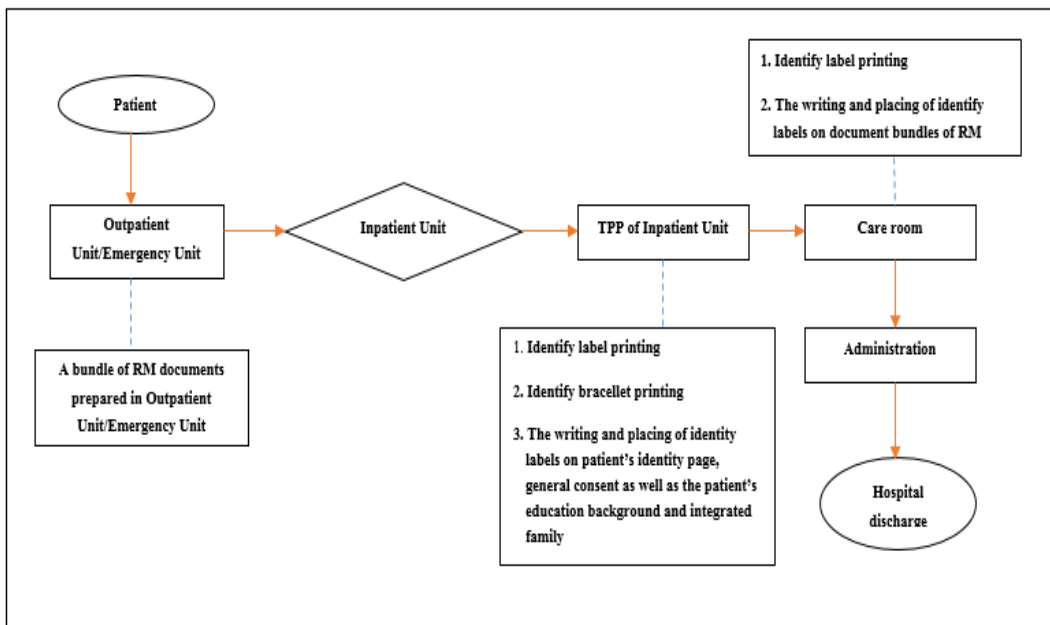 Patient
Outpatient
Unit/Emergency Unit
A bundle of RM documents
prepared in Outpatient
Unit/Emergency Unit
Inpatient Unit
TPP of Inpatient Unit
1. Identify label printing
2. Identify bracellet printing
3. The writing and placing of identity
labels on patient's identity page,
general consent as well as the patient's
education background and integrated
family
1. Identify label printing
2. The writing and placing of identify
labels on document bundles of RM
Care room
Administration
Hospital
discharge